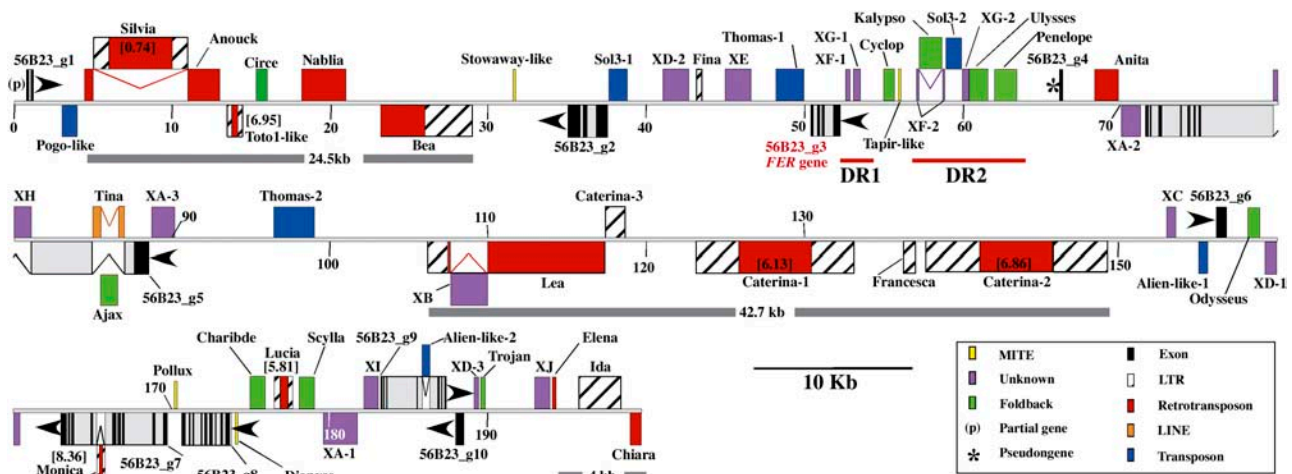 Silvia
[0.74]
Anouck
56B23_g1
(p)
Circe
Nablia
Stowaway-like
Sol3-1
XD-2
Fina
XE
Thomas-1
XG-1
XF-1
Cyclop
Kalypso
Sol3-2
XG-2
Ulysses
Penelope
56B23_g4
*
Anita
0
10
20
30
40
50
60
70
Pogo-like
[6.95]
Toto1-like
Bea
56B23_g2
56B23_g3
FER gene
Tapir-like
XF-2
XA-2
24.5kb
DR1
DR2
XH
Tina
XA-3
90
Thomas-2
Caterina-3
110
130
XC
56B23_g6
100
120
150
Ajax
56B23_g5
XB
Lea
[6.13]
Caterina-1
Francesca
[6.86]
Caterina-2
Alien-like-1
Odysseus
XD-1
42.7 kb
Pollux
170
Charibde
Lucia
[5.81]
Scylla
XI
56B23_g9
Alien-like-2
XD-3
Trojan
XJ
Elena
Ida
10 Kb
[8.36]
Monica
56B23_g7
180
XA-1
56B23_g10
190
Chiara
MITE
Unknown
Foldback
(p) Partial gene
* Pseudogene
Exon
LTR
Retrotransposon
LINE
Transposon